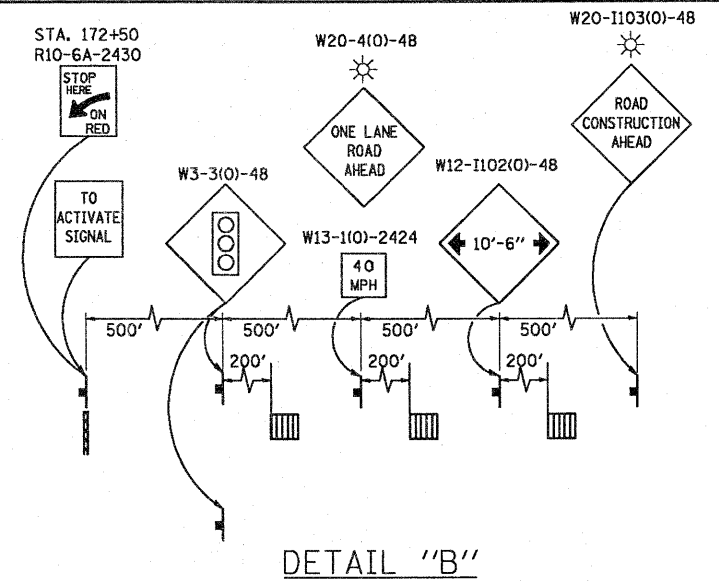 STA. 172+50
R10-6A-2430
STOP
HERE
ON
RED
TO
ACTIVATE
SIGNAL
W3-3(O)-48
W20-4(O)-48
ONE LANE
ROAD
AHEAD
W13-1(O)-2424
40
MPH
W12-I102(O)-48
10'-6"
W20-I103(O)-48
ROAD
CONSTRUCTION
AHEAD
500' 500' 500' 500'
200' 200' 200'
DETAIL "B"